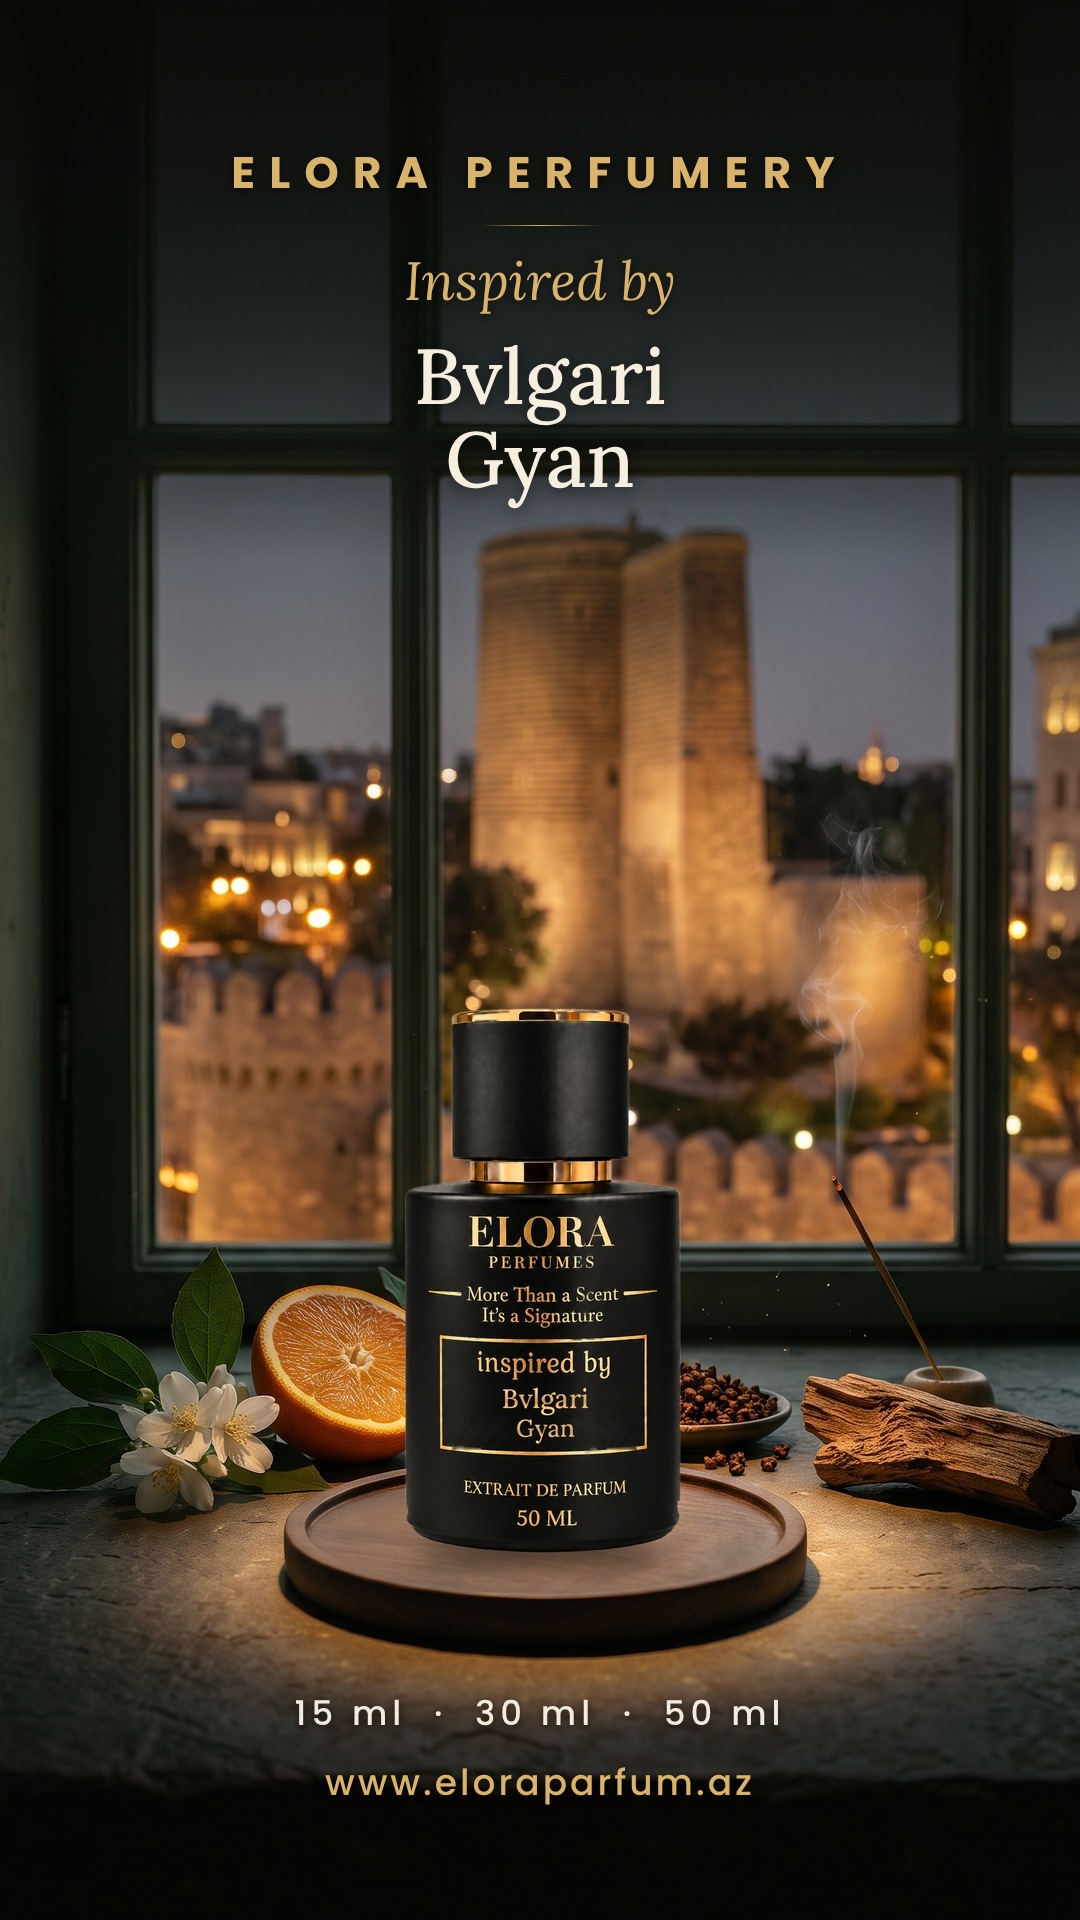 ELORA PERFUMERY
Inspired by
Bvlgari
Gyan
ELORA
PERFUMES
More Than a Scent
It's a Signature
inspired by
Bvlgari
Gyan
EXTRAIT DE PARFUM
50 ML
15 ml · 30 ml · 50 ml
www.eloraparfum.az